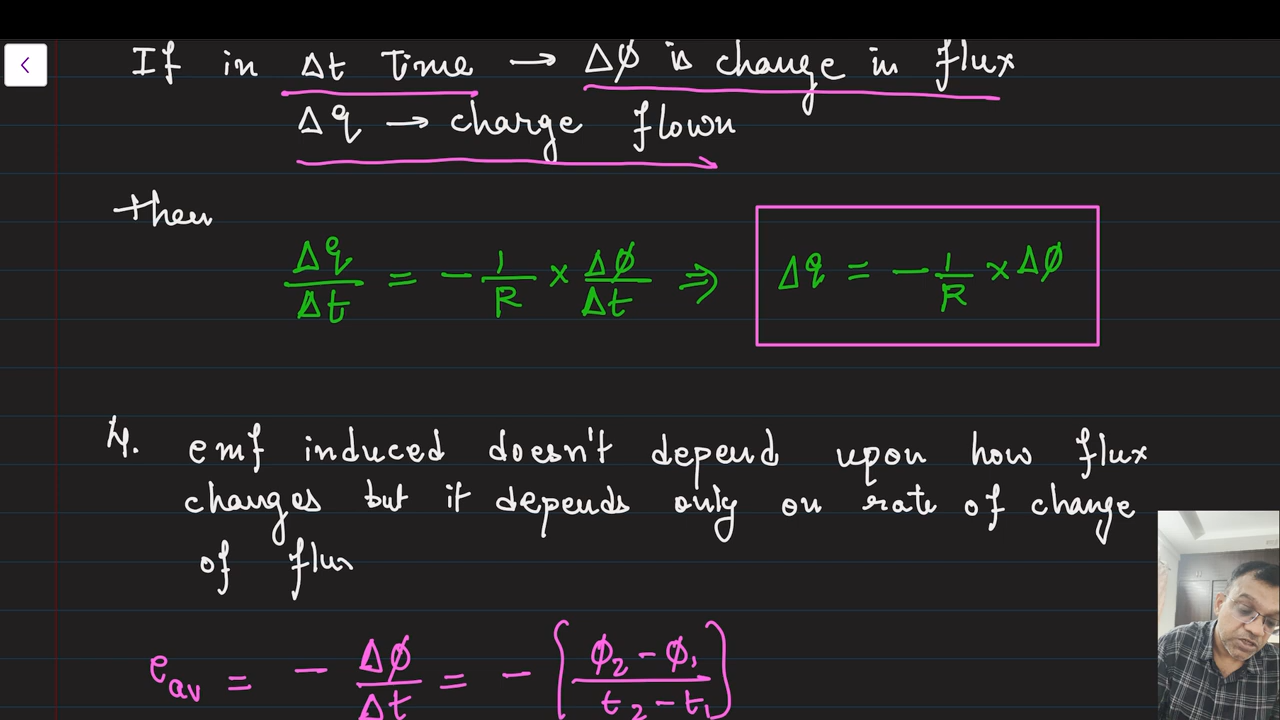 If in Δt Time → Δφ is change in flux
Δq → charge flown
then
Δq/Δt = - 1/R × Δφ/Δt ⇒ Δq = - 1/R × Δφ
4. emf induced doesn't depend upon how flux
changes but it depends only on rate of change
of flux
e_av = - Δφ/Δt = - {φ₂ - φ₁ / t₂ - t₁}